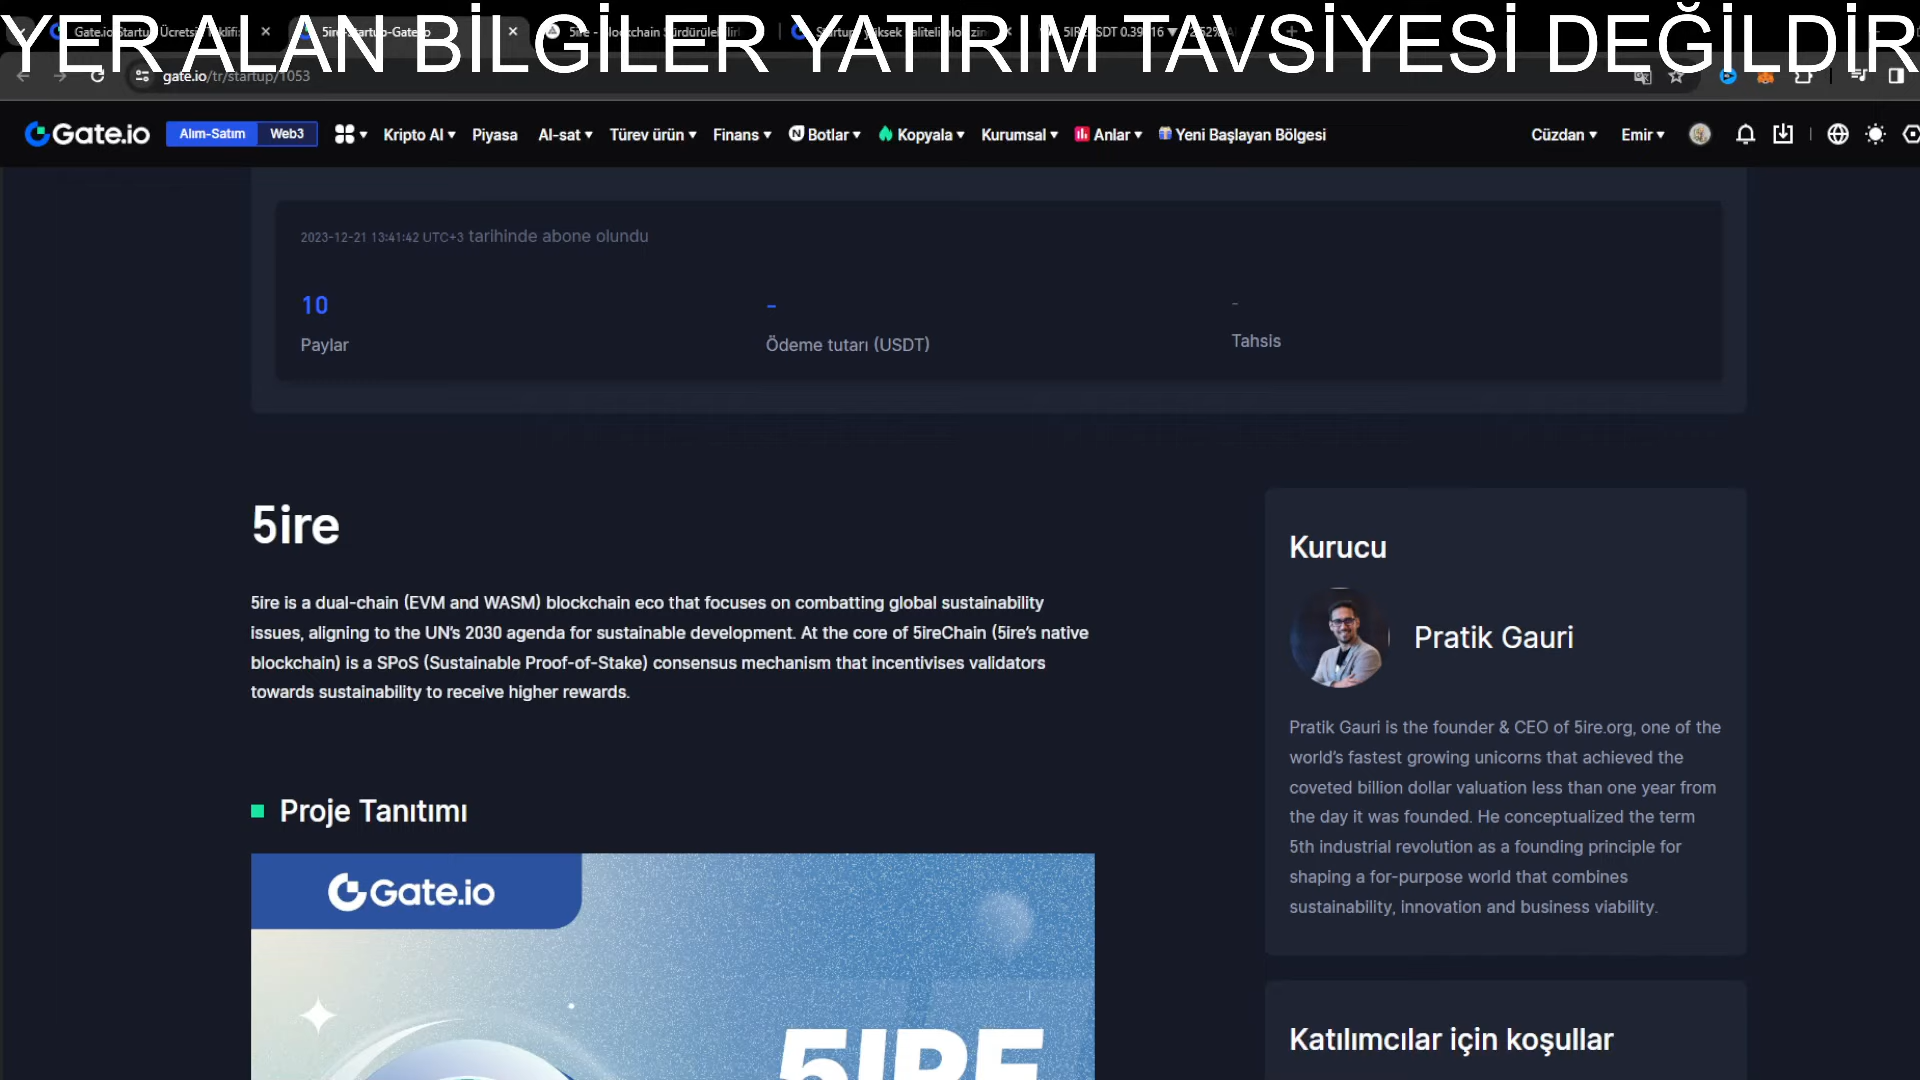 YER ALAN BİLGİLER YATIRIM TAVSİYESİ DEĞİLDİR
gate.io/tr/startup/1053
Gate.io Alım-Satım Web3 Kripto Al Piyasa Al-sat Türev ürün Finans Botlar Kopyala Kurumsal Anlar Yeni Başlayan Bölgesi Cüzdan Emir
2023-12-21 13:41:42 UTC+3 tarihinde abone olundu
10 - -
Paylar Ödeme tutarı (USDT) Tahsis
5ire
5ire is a dual-chain (EVM and WASM) blockchain eco that focuses on combatting global sustainability
issues, aligning to the UN's 2030 agenda for sustainable development. At the core of 5ireChain (5ire's native
blockchain) is a SPoS (Sustainable Proof-of-Stake) consensus mechanism that incentivises validators
towards sustainability to receive higher rewards.
Proje Tanıtımı
Gate.io
5IRE
Kurucu
Pratik Gauri
Pratik Gauri is the founder & CEO of 5ire.org, one of the
world's fastest growing unicorns that achieved the
coveted billion dollar valuation less than one year from
the day it was founded. He conceptualized the term
5th industrial revolution as a founding principle for
shaping a for-purpose world that combines
sustainability, innovation and business viability.
Katılımcılar için koşullar